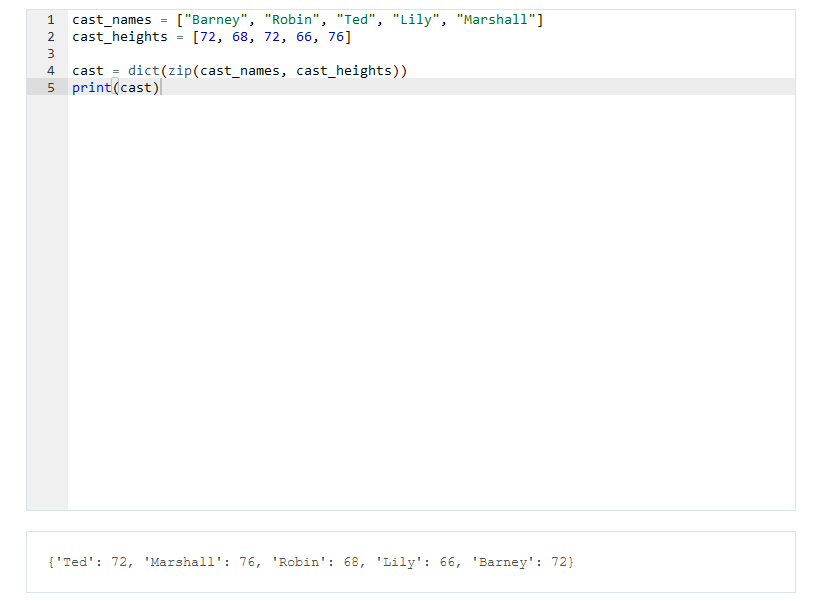 1 cast_names = ["Barney", "Robin", "Ted", "Lily", "Marshall"]
2 cast_heights = [72, 68, 72, 66, 76]
3
4 cast = dict(zip(cast_names, cast_heights))
5 print(cast)
{'Ted': 72, 'Marshall': 76, 'Robin': 68, 'Lily': 66, 'Barney': 72}